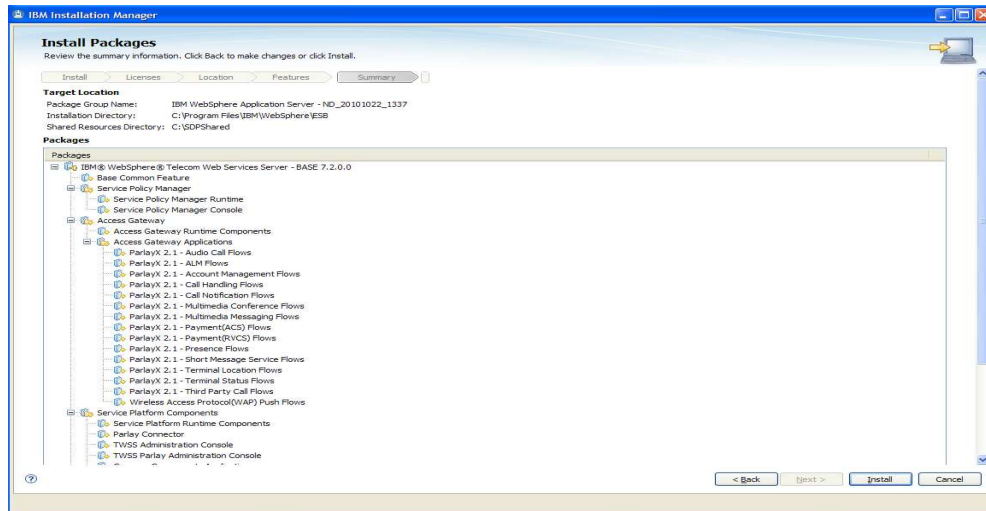 IBM Installation Manager
Install Packages
Review the summary information. Click Back to make changes or click Install.
Install Licenses Location Features Summary
Target Location
Package Group Name: IBM WebSphere Application Server - ND_20101022_1337
Installation Directory: C:\Program Files\IBM\WebSphere\ESB
Shared Resources Directory: C:\SDPShared
Packages
Packages
IBM® WebSphere® Telecom Web Services Server - BASE 7.2.0.0
Base Common Feature
Service Policy Manager
Service Policy Manager Runtime
Service Policy Manager Console
Access Gateway
Access Gateway Runtime Components
Access Gateway Applications
ParlayX 2.1 - Audio Call Flows
ParlayX 2.1 - ALM Flows
ParlayX 2.1 - Account Management Flows
ParlayX 2.1 - Call Handling Flows
ParlayX 2.1 - Call Notification Flows
ParlayX 2.1 - Multimedia Conference Flows
ParlayX 2.1 - Multimedia Messaging Flows
ParlayX 2.1 - Payment(ACS) Flows
ParlayX 2.1 - Payment(RVCS) Flows
ParlayX 2.1 - Presence Flows
ParlayX 2.1 - Short Message Service Flows
ParlayX 2.1 - Terminal Location Flows
ParlayX 2.1 - Terminal Status Flows
ParlayX 2.1 - Third Party Call Flows
Wireless Access Protocol(WAP) Push Flows
Service Platform Components
Service Platform Runtime Components
Parlay Connector
TWSS Administration Console
TWSS Parlay Administration Console
? < Back Next > Install Cancel